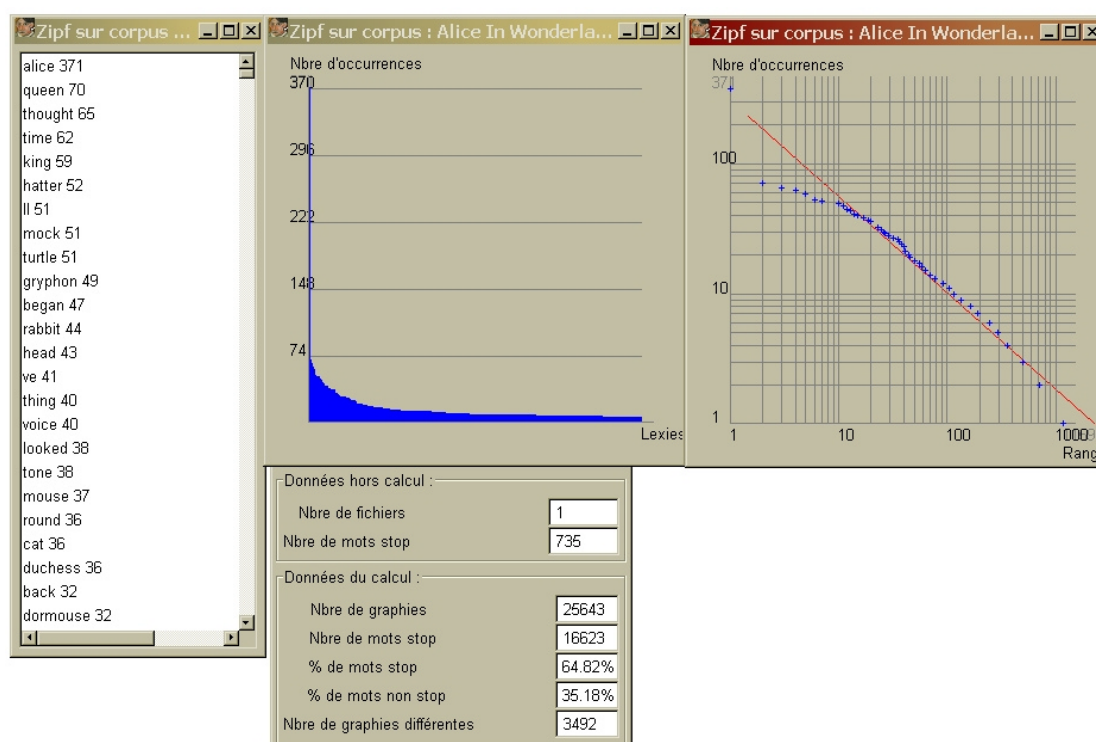 Zipf sur corpus ...
alice 371
queen 70
thought 65
time 62
king 59
hatter 52
ll 51
mock 51
turtle 51
gryphon 49
began 47
rabbit 44
head 43
ve 41
thing 40
voice 40
looked 38
tone 38
mouse 37
round 36
cat 36
duchess 36
back 32
dormouse 32
Zipf sur corpus : Alice In Wonderla...
Nbre d'occurrences
370
296
222
148
74
Lexies
Zipf sur corpus : Alice In Wonderla...
Nbre d'occurrences
371
100
10
1
1 10 100 1000
Rang
Données hors calcul :
Nbre de fichiers 1
Nbre de mots stop 735
Données du calcul :
Nbre de graphies 25643
Nbre de mots stop 16623
% de mots stop 64.82%
% de mots non stop 35.18%
Nbre de graphies différentes 3492